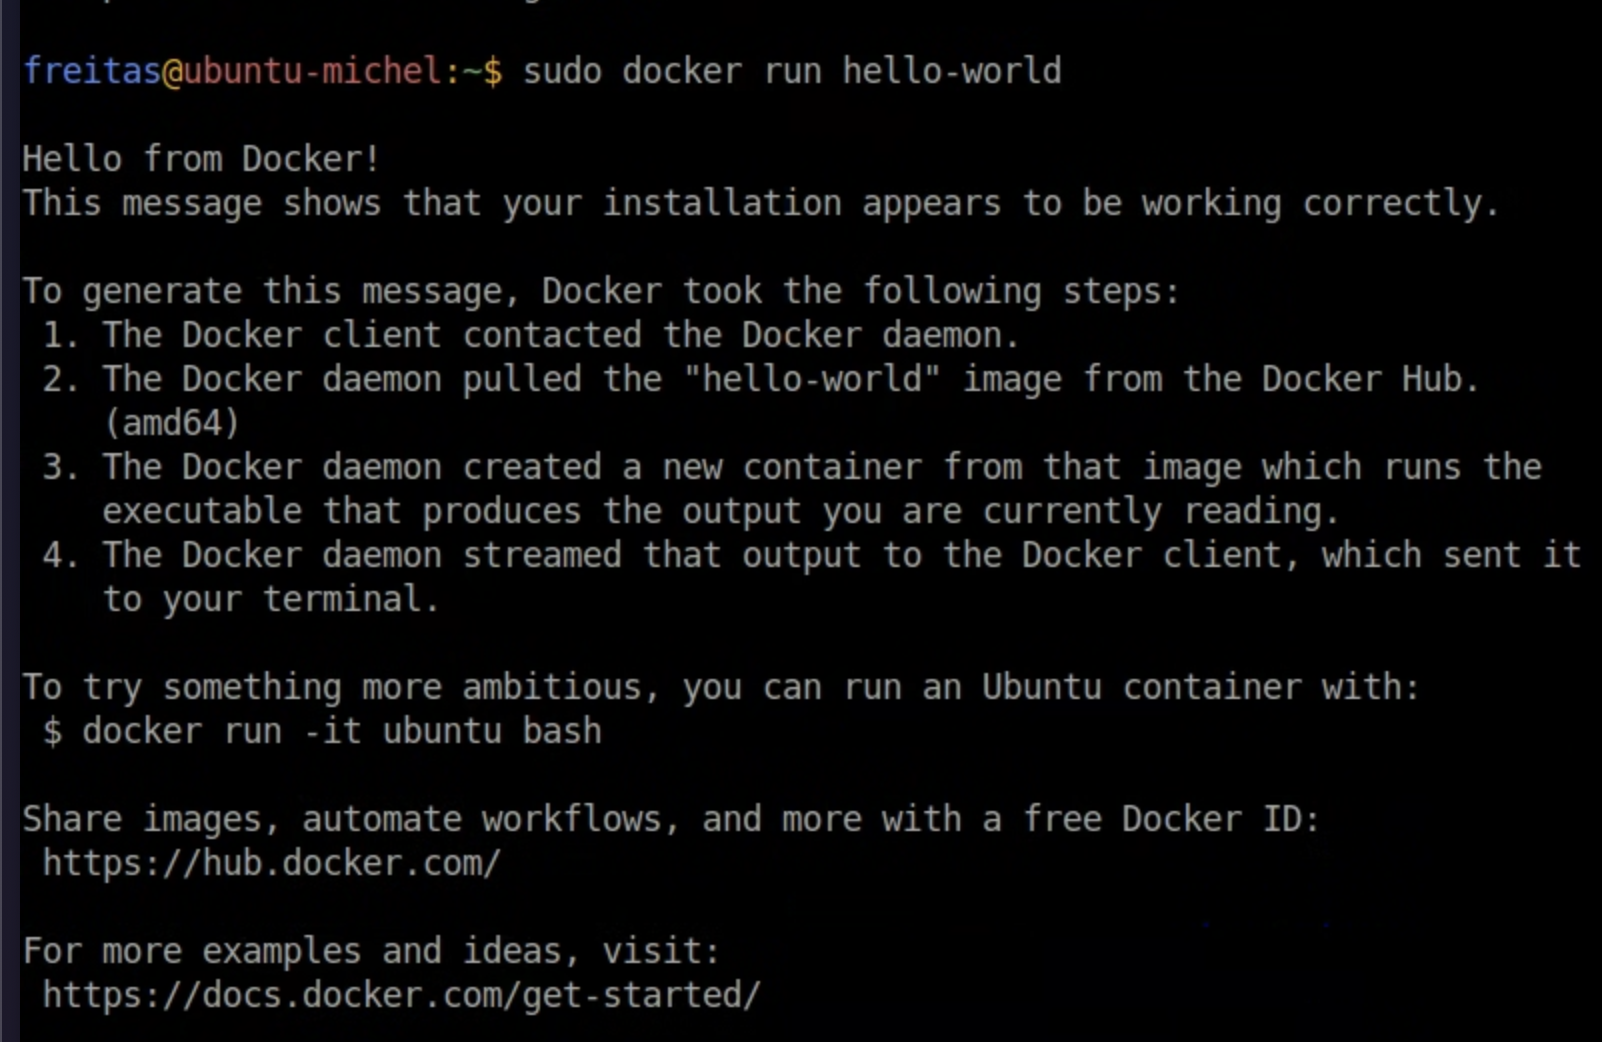 freitas@ubuntu-michel:~$ sudo docker run hello-world
Hello from Docker!
This message shows that your installation appears to be working correctly.
To generate this message, Docker took the following steps:
1. The Docker client contacted the Docker daemon.
2. The Docker daemon pulled the "hello-world" image from the Docker Hub.
(amd64)
3. The Docker daemon created a new container from that image which runs the
executable that produces the output you are currently reading.
4. The Docker daemon streamed that output to the Docker client, which sent it
to your terminal.
To try something more ambitious, you can run an Ubuntu container with:
$ docker run -it ubuntu bash
Share images, automate workflows, and more with a free Docker ID:
https://hub.docker.com/
For more examples and ideas, visit:
https://docs.docker.com/get-started/